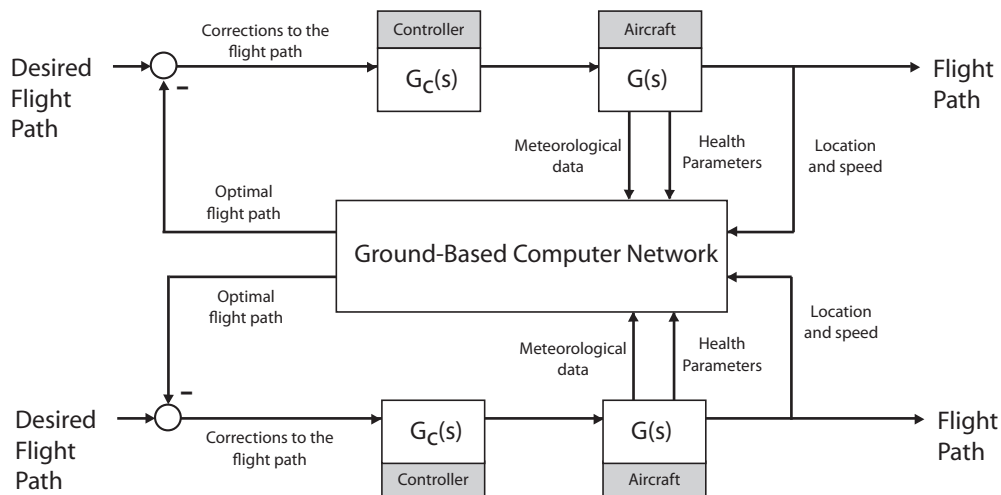 Corrections to the
flight path
Controller
Aircraft
Desired
Flight
Path
G_C(s)
G(s)
Flight
Path
–
Meteorological
data
Health
Parameters
Location
and speed
Optimal
flight path
Ground-Based Computer Network
Optimal
flight path
Location
and speed
Meteorological
data
Health
Parameters
–
Desired
Flight
Path
G_C(s)
G(s)
Flight
Path
Corrections to the
flight path
Controller
Aircraft